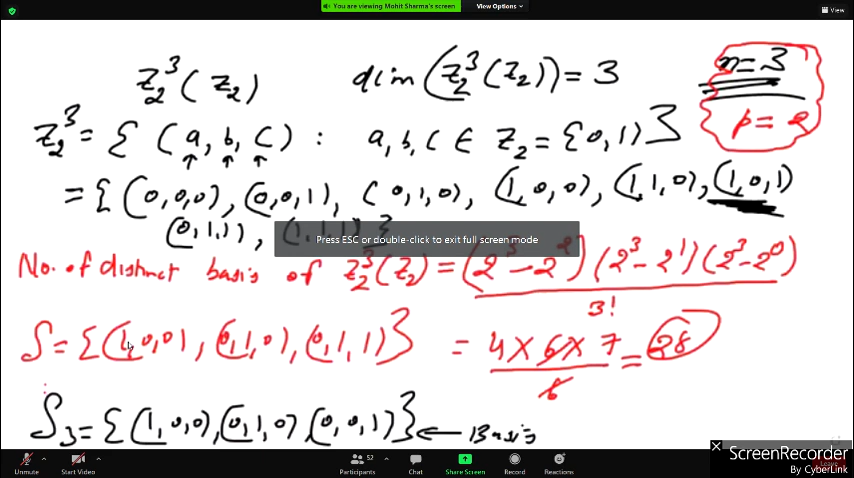 You are viewing Mohit Sharma's screen
View Options
View
Z₂³(Z₂) dim(Z₂³(Z₂)) = 3
n = 3
p = 2
Z₂³ = { (a, b, c) : a, b, c ∈ Z₂ = {0, 1} }
= { (0,0,0), (0,0,1), (0,1,0), (1,0,0), (1,1,0), (1,0,1)
(0,1,1), (1,1,1) }
Press ESC or double-click to exit full screen mode
No. of distinct basis of Z₂³(Z₂) = (2³-2²)(2³-2¹)(2³-2⁰)
3!
S = { (1,0,0), (0,1,0), (0,1,1) } = 4 × 6 × 7 / 6 = 28
S₃ = { (1,0,0), (0,1,0) (0,0,1) } ← Basis
Unmute
Start Video
52
Participants
Chat
Share Screen
Record
Reactions
Leave
ScreenRecorder
By CyberLink